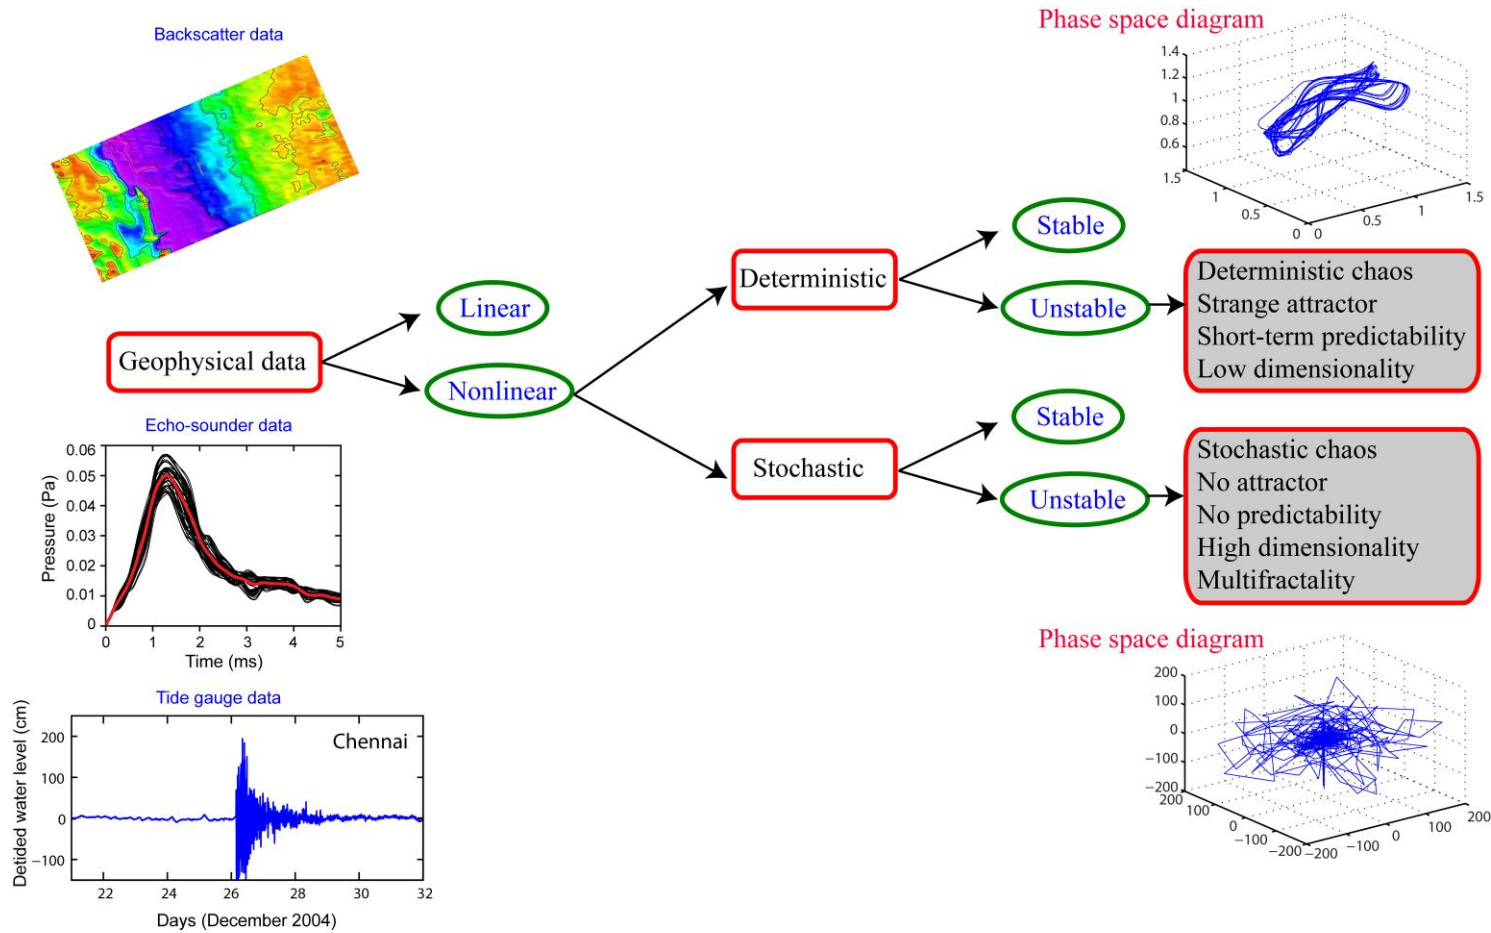 Backscatter data
Geophysical data
Linear
Nonlinear
Deterministic
Stochastic
Stable
Unstable
Stable
Unstable
Phase space diagram
1.4
1.2
1
0.8
0.6
1.5
1
0.5
0
0
0.5
1
1.5
Deterministic chaos
Strange attractor
Short-term predictability
Low dimensionality
Stochastic chaos
No attractor
No predictability
High dimensionality
Multifractality
Phase space diagram
200
100
0
−100
−200
200
100
0
−100
−200
−200
−100
0
100
200
Echo-sounder data
Pressure (Pa)
0.06
0.05
0.04
0.03
0.02
0.01
0
0 1 2 3 4 5
Time (ms)
Tide gauge data
Detided water level (cm)
Chennai
200
100
0
−100
22 24 26 28 30 32
Days (December 2004)